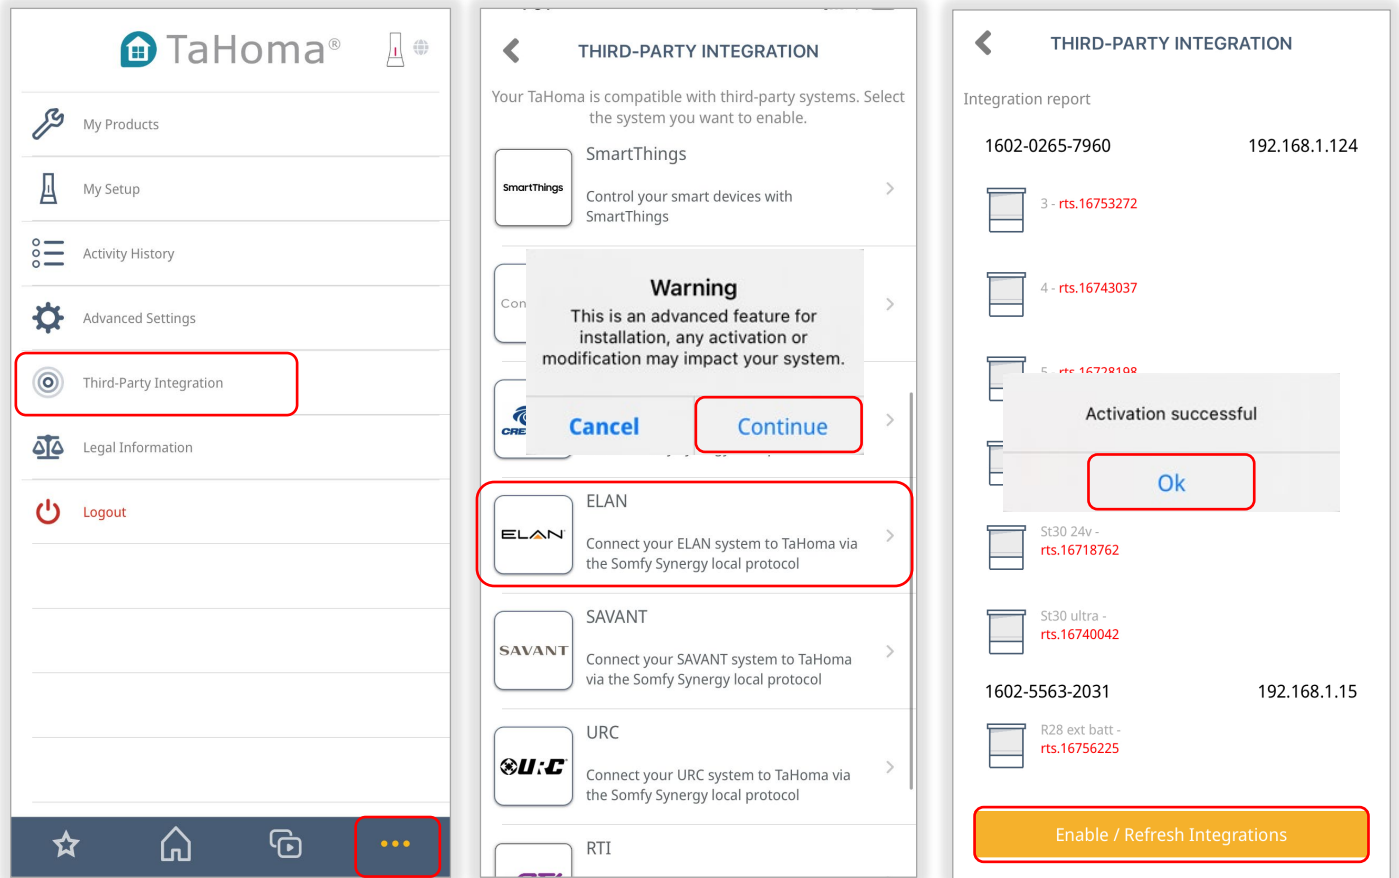 TaHoma®
My Products
My Setup
Activity History
Advanced Settings
Third-Party Integration
Legal Information
Logout
THIRD-PARTY INTEGRATION
Your TaHoma is compatible with third-party systems. Select
the system you want to enable.
SmartThings
SmartThings
Control your smart devices with
SmartThings
Con
Warning
This is an advanced feature for
installation, any activation or
modification may impact your system.
CRE
Cancel
Continue
ELAN
ELAN
Connect your ELAN system to TaHoma via
the Somfy Synergy local protocol
SAVANT
SAVANT
Connect your SAVANT system to TaHoma
via the Somfy Synergy local protocol
URC
URC
Connect your URC system to TaHoma via
the Somfy Synergy local protocol
RTI
THIRD-PARTY INTEGRATION
Integration report
1602-0265-7960 192.168.1.124
3 - rts.16753272
4 - rts.16743037
5 - rts.16728198
Activation successful
Ok
St30 24v -
rts.16718762
St30 ultra -
rts.16740042
1602-5563-2031 192.168.1.15
R28 ext batt -
rts.16756225
Enable / Refresh Integrations